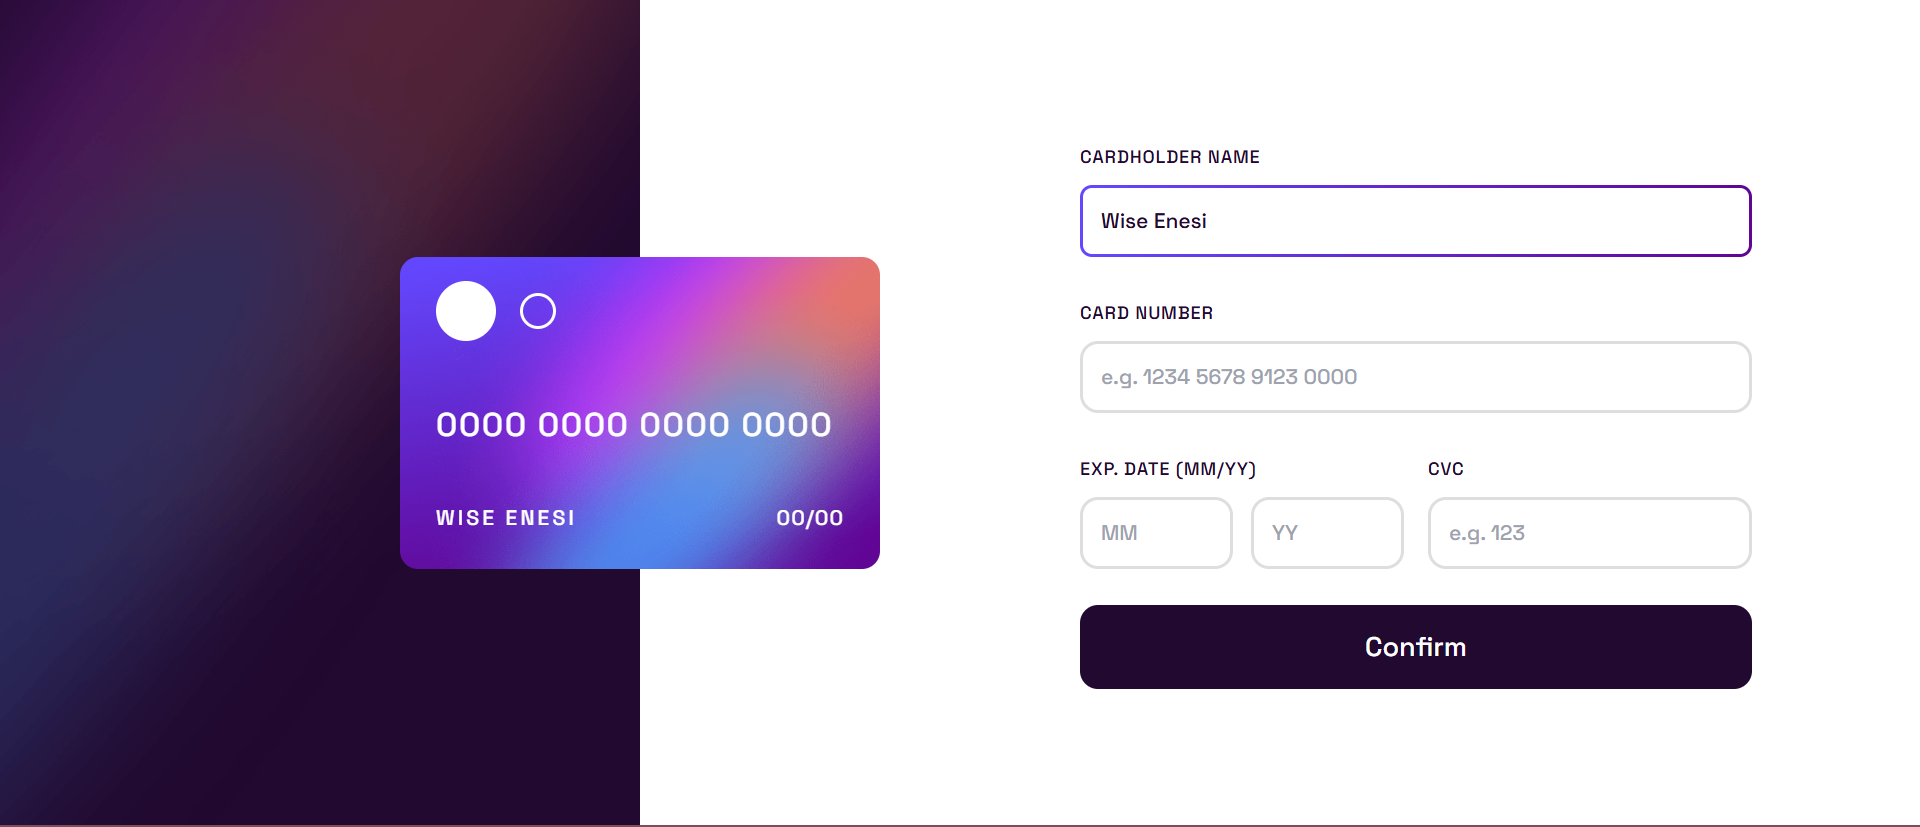 0000 0000 0000 0000
WISE ENESI 00/00
CARDHOLDER NAME
Wise Enesi
CARD NUMBER
e.g. 1234 5678 9123 0000
EXP. DATE (MM/YY) CVC
MM YY e.g. 123
Confirm